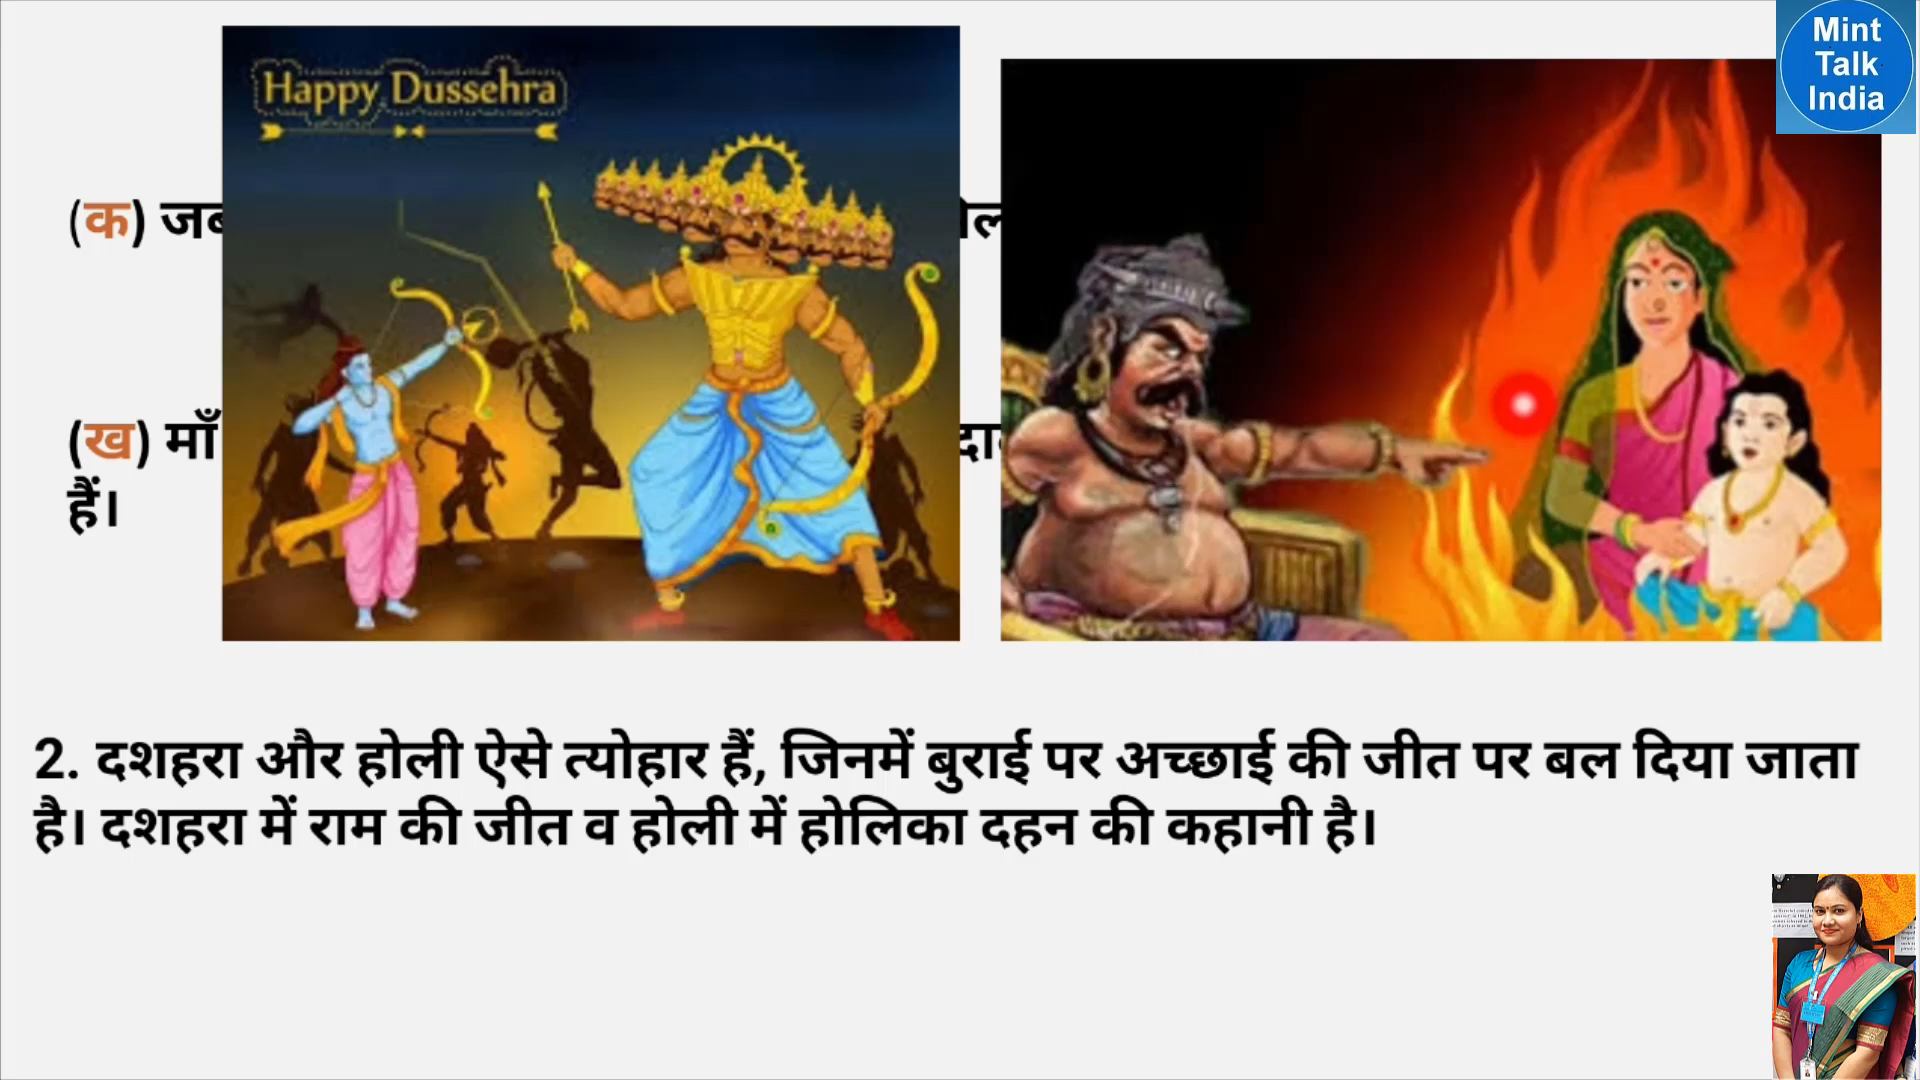 Mint
Talk
India
Happy Dussehra
(क)
(ख) माँ
हैं।
2. दशहरा और होली ऐसे त्योहार हैं, जिनमें बुराई पर अच्छाई की जीत पर बल दिया जाता
है। दशहरा में राम की जीत व होली में होलिका दहन की कहानी है।